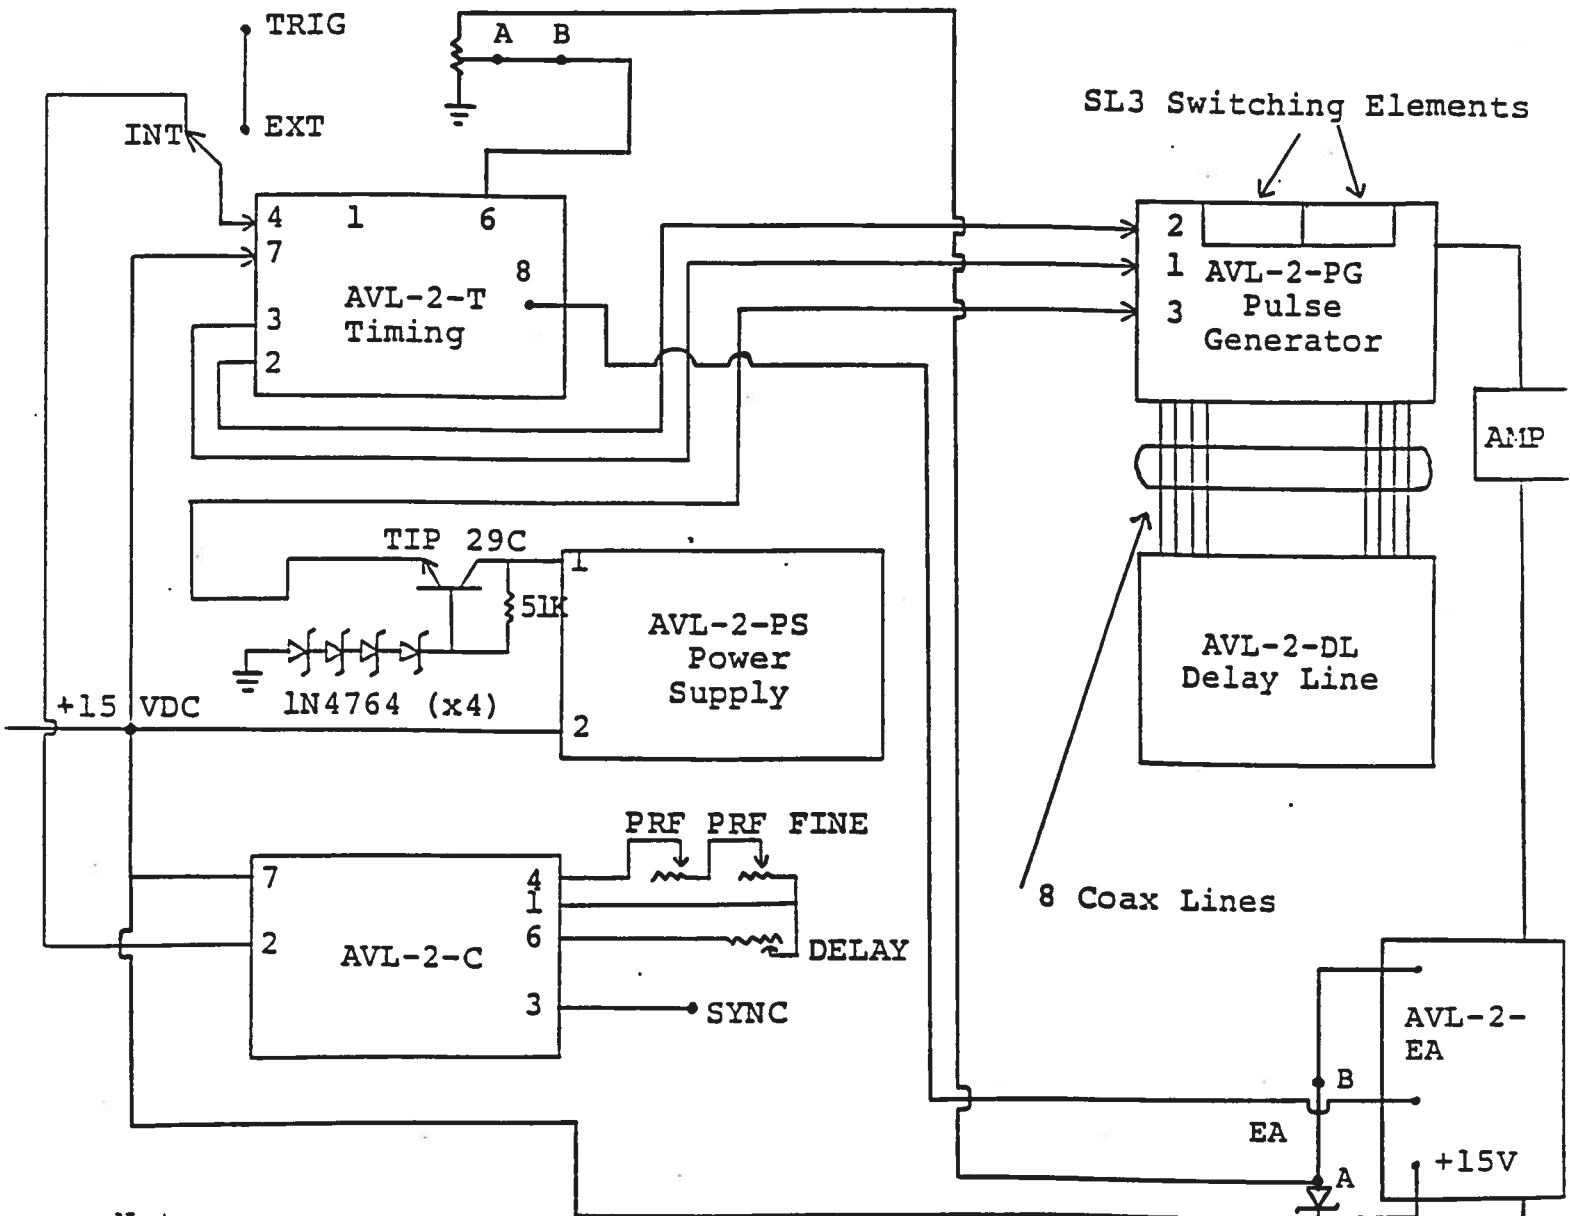 TRIG
A B
INT EXT
SL3 Switching Elements
4 1 6
7
8
AVL-2-T
Timing
3
2
2
1 AVL-2-PG
3 Pulse
Generator
AMP
TIP 29C
1
51K
AVL-2-PS
Power
Supply
2
1N4764 (x4)
+15 VDC
AVL-2-DL
Delay Line
PRF PRF FINE
7 4
1
2 6
AVL-2-C
DELAY
3 SYNC
8 Coax Lines
AVL-2-
EA
B
EA
+15V
A